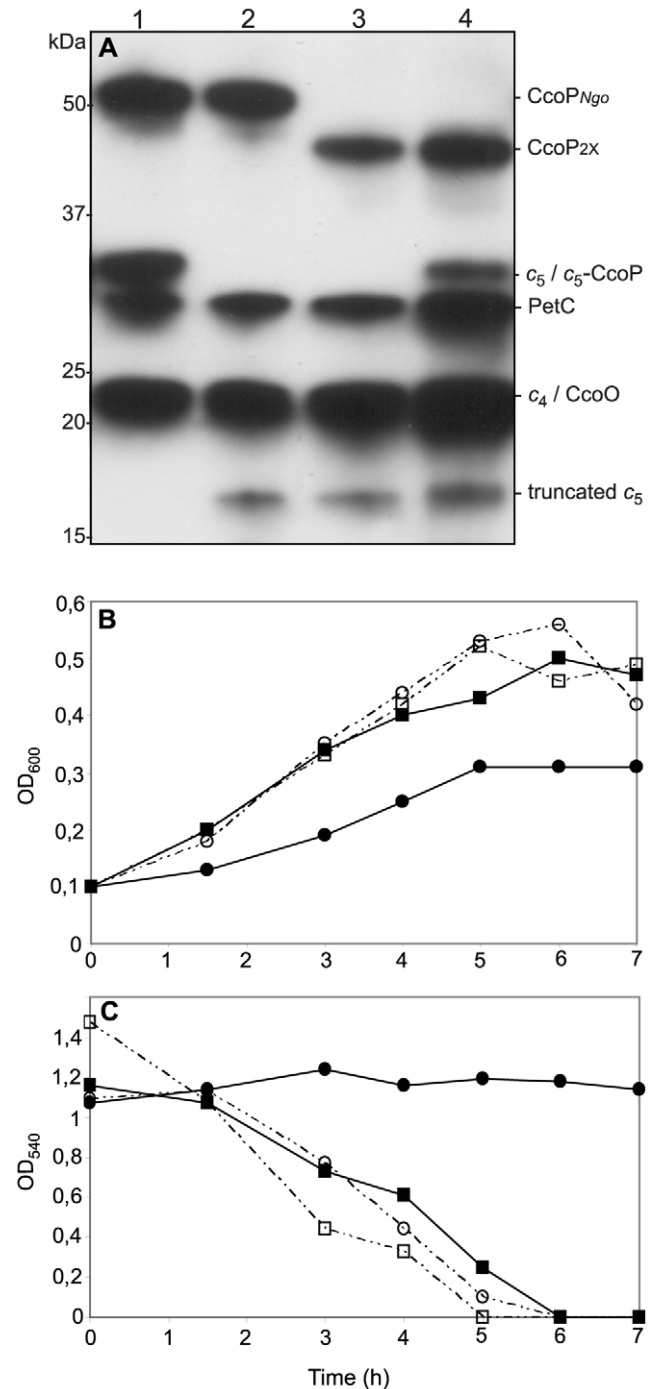 1 2 3 4
kDa
A
50
37
25
20
15
CcoPNgo
CcoP2X
c5 / c5-CcoP
PetC
c4 / CcoO
truncated c5
B
0,6
0,5
0,4
0,3
0,2
0,1
0
OD600
0 1 2 3 4 5 6 7
C
1,4
1,2
1
0,8
0,6
0,4
0,2
0
OD540
0 1 2 3 4 5 6 7
Time (h)